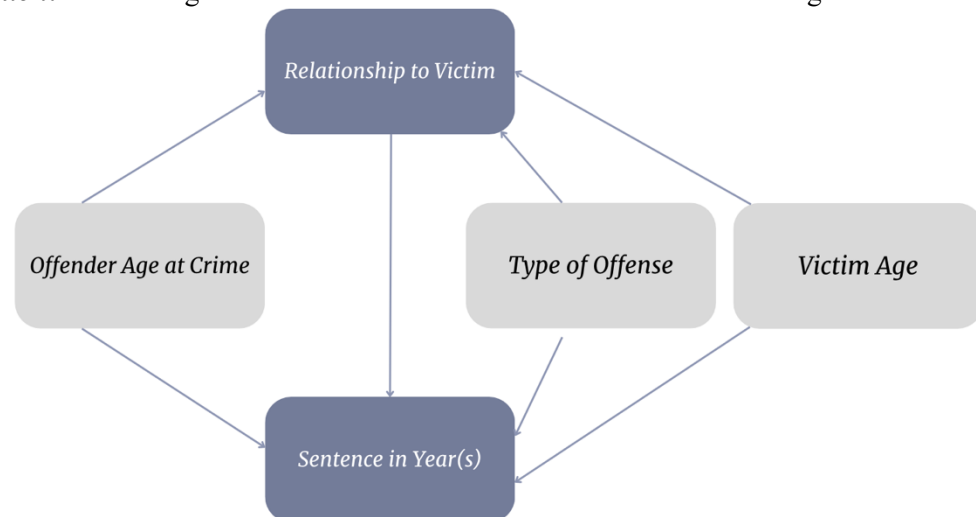 Relationship to Victim
Offender Age at Crime
Type of Offense
Victim Age
Sentence in Year(s)